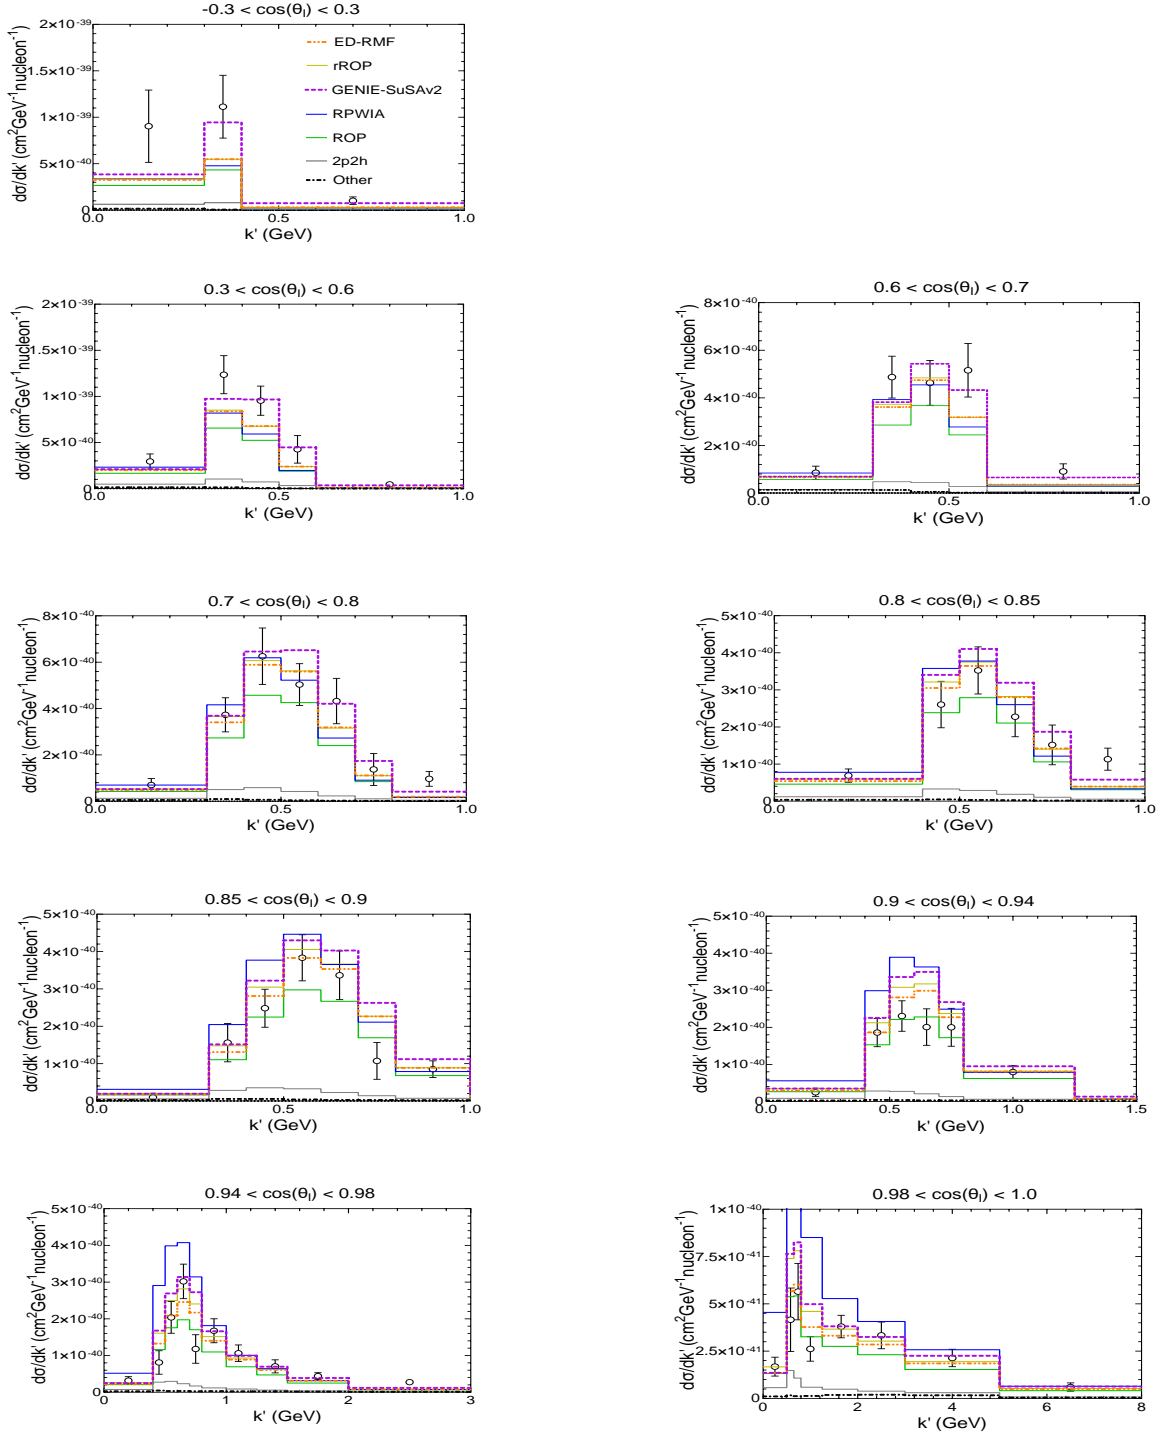 -0.3 < cos(θl) < 0.3
dσ/dk' (cm2GeV-1nucleon-1)
2×10-39
1.5×10-39
1×10-39
5×10-40
0
0.0 0.5 1.0
k' (GeV)
ED-RMF
rROP
GENIE-SuSAv2
RPWIA
ROP
2p2h
Other
0.3 < cos(θl) < 0.6
dσ/dk' (cm2GeV-1nucleon-1)
2×10-39
1.5×10-39
1×10-39
5×10-40
0
0.0 0.5 1.0
k' (GeV)
0.6 < cos(θl) < 0.7
dσ/dk' (cm2GeV-1nucleon-1)
8×10-40
6×10-40
4×10-40
2×10-40
0
0.0 0.5 1.0
k' (GeV)
0.7 < cos(θl) < 0.8
dσ/dk' (cm2GeV-1nucleon-1)
8×10-40
6×10-40
4×10-40
2×10-40
0
0.0 0.5 1.0
k' (GeV)
0.8 < cos(θl) < 0.85
dσ/dk' (cm2GeV-1nucleon-1)
5×10-40
4×10-40
3×10-40
2×10-40
1×10-40
0
0.0 0.5 1.0
k' (GeV)
0.85 < cos(θl) < 0.9
dσ/dk' (cm2GeV-1nucleon-1)
5×10-40
4×10-40
3×10-40
2×10-40
1×10-40
0
0.0 0.5 1.0
k' (GeV)
0.9 < cos(θl) < 0.94
dσ/dk' (cm2GeV-1nucleon-1)
5×10-40
4×10-40
3×10-40
2×10-40
1×10-40
0
0.0 0.5 1.0 1.5
k' (GeV)
0.94 < cos(θl) < 0.98
dσ/dk' (cm2GeV-1nucleon-1)
5×10-40
4×10-40
3×10-40
2×10-40
1×10-40
0
0 1 2 3
k' (GeV)
0.98 < cos(θl) < 1.0
dσ/dk' (cm2GeV-1nucleon-1)
1×10-40
7.5×10-41
5×10-41
2.5×10-41
0
0 2 4 6 8
k' (GeV)